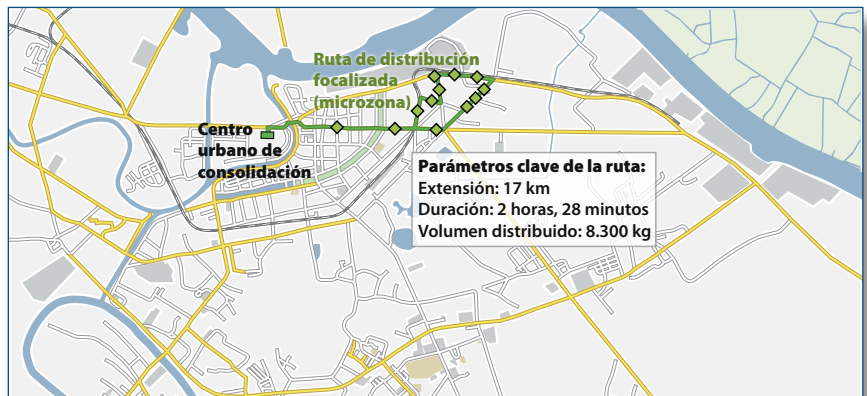 Ruta de distribución
focalizada
(microzona)
Centro
urbano de
consolidación
Parámetros clave de la ruta:
Extensión: 17 km
Duración: 2 horas, 28 minutos
Volumen distribuido: 8.300 kg